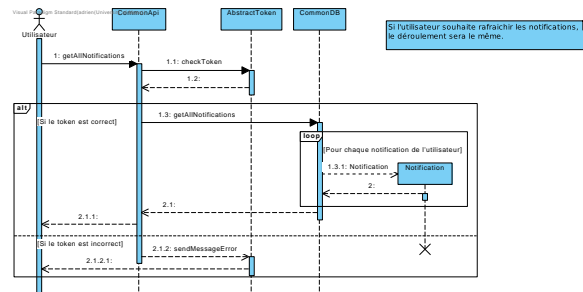 Visual Paradigm Standard(adrien(Universi
Utilisateur
CommonApi
AbstractToken
CommonDB
Si l'utilisateur souhaite rafraichir les notifications,
le déroulement sera le même.
1: getAllNotifications
1.1: checkToken
1.2:
alt
[Si le token est correct]
1.3: getAllNotifications
loop
[Pour chaque notification de l'utilisateur]
1.3.1: Notification
Notification
2:
2.1:
2.1.1:
[Si le token est incorrect]
2.1.2: sendMessageError
2.1.2.1: